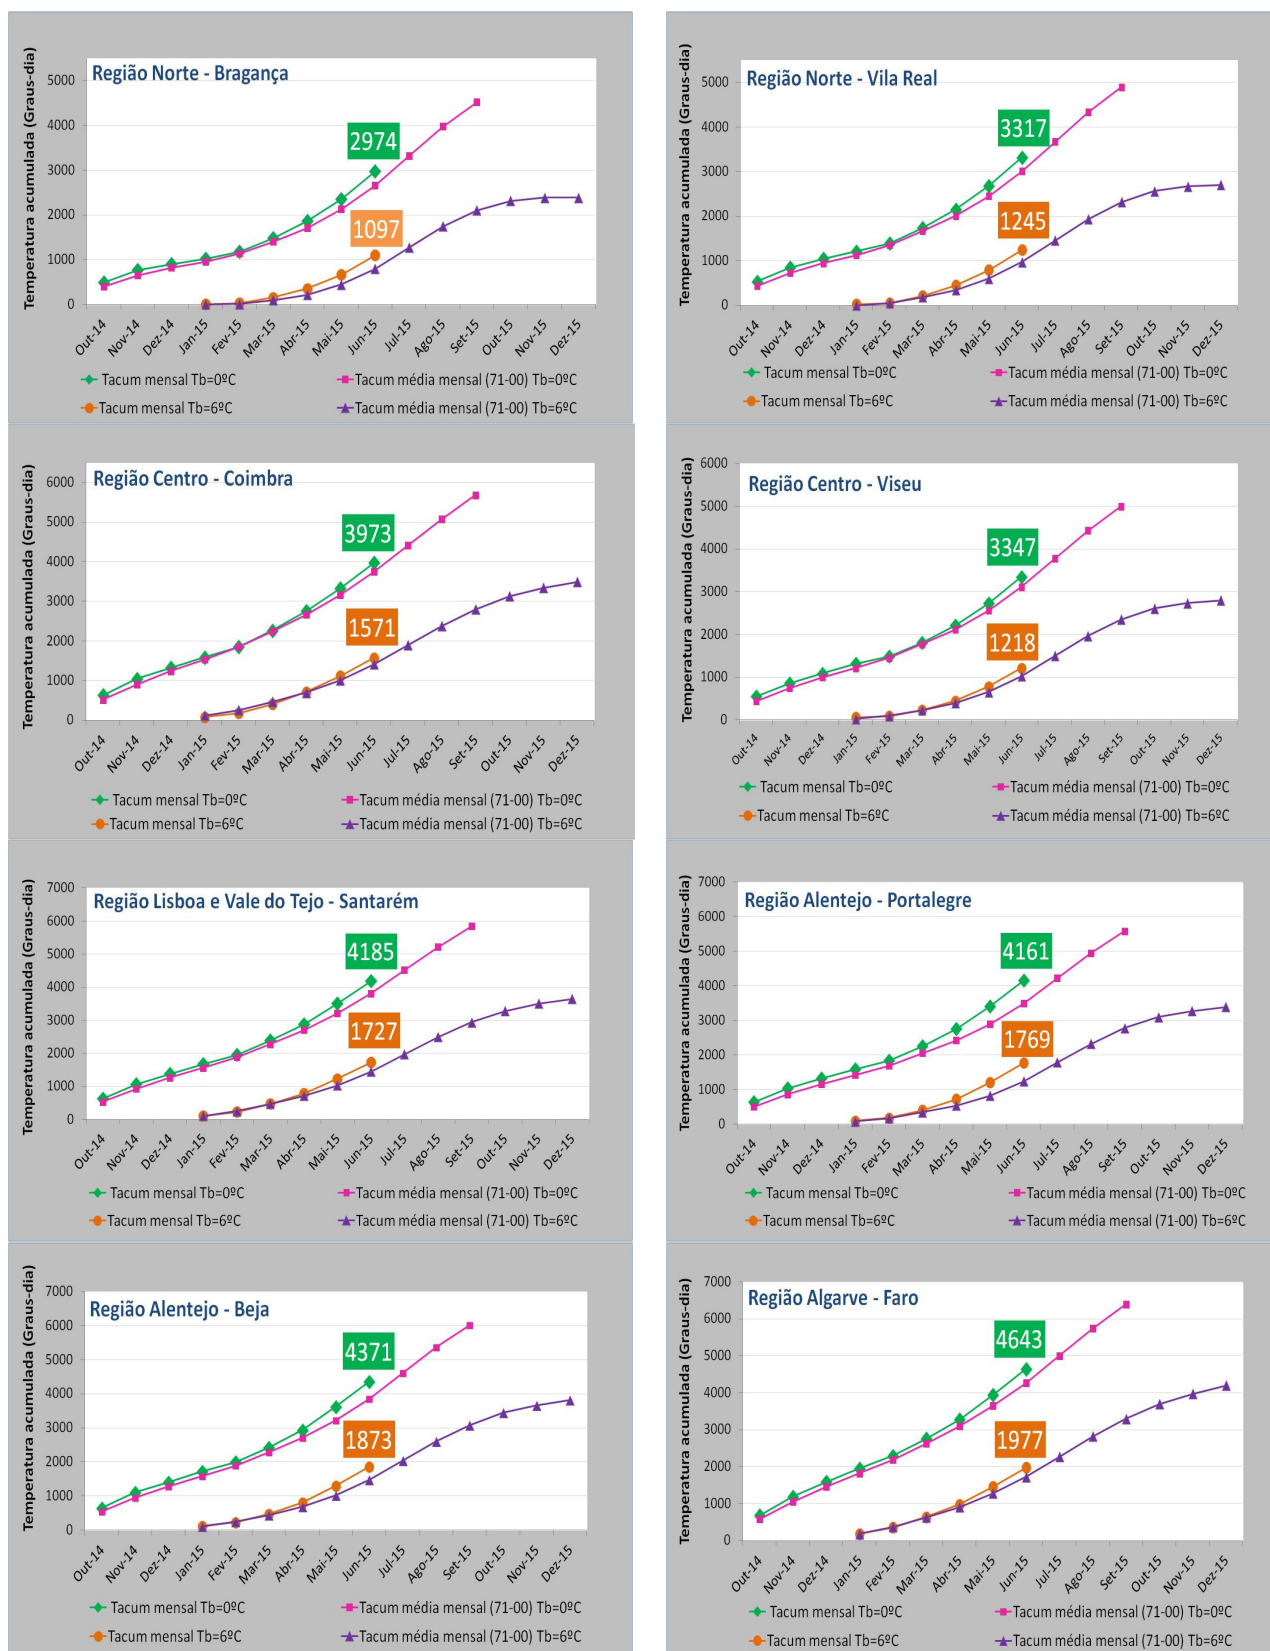 Temperatura acumulada (Graus-dia)
Região Norte - Bragança
5000
4000
3000
2000
1000
0
2974
1097
Out-14 Nov-14 Dez-14 Jan-15 Fev-15 Mar-15 Abr-15 Mai-15 Jun-15 Jul-15 Ago-15 Set-15 Out-15 Nov-15 Dez-15
Tacum mensal Tb=0ºC Tacum média mensal (71-00) Tb=0ºC
Tacum mensal Tb=6ºC Tacum média mensal (71-00) Tb=6ºC
Temperatura acumulada (Graus-dia)
Região Norte - Vila Real
5000
4000
3000
2000
1000
0
3317
1245
Out-14 Nov-14 Dez-14 Jan-15 Fev-15 Mar-15 Abr-15 Mai-15 Jun-15 Jul-15 Ago-15 Set-15 Out-15 Nov-15 Dez-15
Tacum mensal Tb=0ºC Tacum média mensal (71-00) Tb=0ºC
Tacum mensal Tb=6ºC Tacum média mensal (71-00) Tb=6ºC
Temperatura acumulada (Graus-dia)
Região Centro - Coimbra
6000
5000
4000
3000
2000
1000
0
3973
1571
Out-14 Nov-14 Dez-14 Jan-15 Fev-15 Mar-15 Abr-15 Mai-15 Jun-15 Jul-15 Ago-15 Set-15 Out-15 Nov-15 Dez-15
Tacum mensal Tb=0ºC Tacum média mensal (71-00) Tb=0ºC
Tacum mensal Tb=6ºC Tacum média mensal (71-00) Tb=6ºC
Temperatura acumulada (Graus-dia)
Região Centro - Viseu
6000
5000
4000
3000
2000
1000
0
3347
1218
Out-14 Nov-14 Dez-14 Jan-15 Fev-15 Mar-15 Abr-15 Mai-15 Jun-15 Jul-15 Ago-15 Set-15 Out-15 Nov-15 Dez-15
Tacum mensal Tb=0ºC Tacum média mensal (71-00) Tb=0ºC
Tacum mensal Tb=6ºC Tacum média mensal (71-00) Tb=6ºC
Temperatura acumulada (Graus-dia)
Região Lisboa e Vale do Tejo - Santarém
7000
6000
5000
4000
3000
2000
1000
0
4185
1727
Out-14 Nov-14 Dez-14 Jan-15 Fev-15 Mar-15 Abr-15 Mai-15 Jun-15 Jul-15 Ago-15 Set-15 Out-15 Nov-15 Dez-15
Tacum mensal Tb=0ºC Tacum média mensal (71-00) Tb=0ºC
Tacum mensal Tb=6ºC Tacum média mensal (71-00) Tb=6ºC
Temperatura acumulada (Graus-dia)
Região Alentejo - Portalegre
7000
6000
5000
4000
3000
2000
1000
0
4161
1769
Out-14 Nov-14 Dez-14 Jan-15 Fev-15 Mar-15 Abr-15 Mai-15 Jun-15 Jul-15 Ago-15 Set-15 Out-15 Nov-15 Dez-15
Tacum mensal Tb=0ºC Tacum média mensal (71-00) Tb=0ºC
Tacum mensal Tb=6ºC Tacum média mensal (71-00) Tb=6ºC
Temperatura acumulada (Graus-dia)
Região Alentejo - Beja
7000
6000
5000
4000
3000
2000
1000
0
4371
1873
Out-14 Nov-14 Dez-14 Jan-15 Fev-15 Mar-15 Abr-15 Mai-15 Jun-15 Jul-15 Ago-15 Set-15 Out-15 Nov-15 Dez-15
Tacum mensal Tb=0ºC Tacum média mensal (71-00) Tb=0ºC
Tacum mensal Tb=6ºC Tacum média mensal (71-00) Tb=6ºC
Temperatura acumulada (Graus-dia)
Região Algarve - Faro
7000
6000
5000
4000
3000
2000
1000
0
4643
1977
Out-14 Nov-14 Dez-14 Jan-15 Fev-15 Mar-15 Abr-15 Mai-15 Jun-15 Jul-15 Ago-15 Set-15 Out-15 Nov-15 Dez-15
Tacum mensal Tb=0ºC Tacum média mensal (71-00) Tb=0ºC
Tacum mensal Tb=6ºC Tacum média mensal (71-00) Tb=6ºC